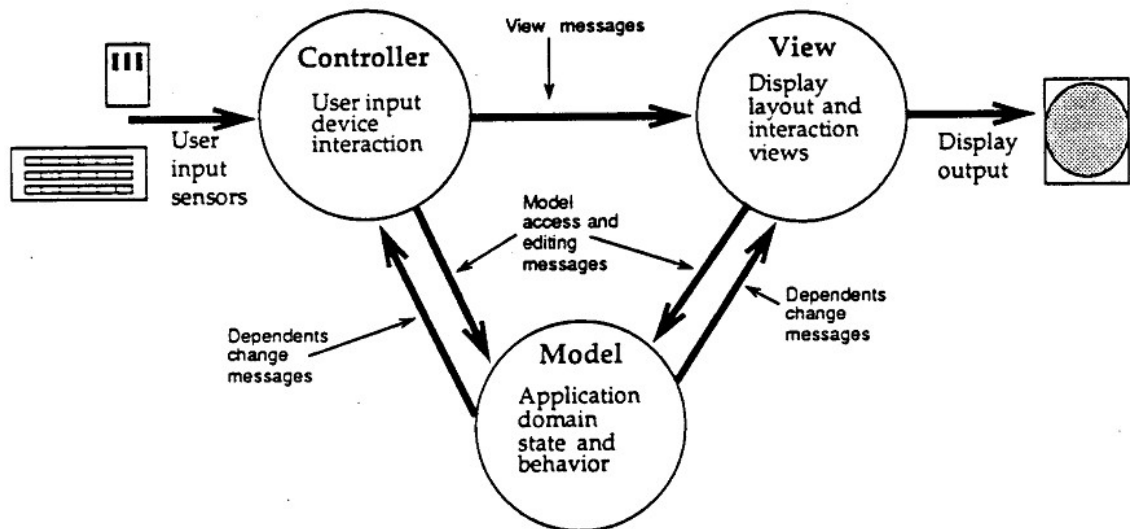 View messages
Controller
User input
device
interaction
View
Display
layout and
interaction
views
User
input
sensors
Display
output
Model
access and
editing
messages
Dependents
change
messages
Dependents
change
messages
Model
Application
domain
state and
behavior